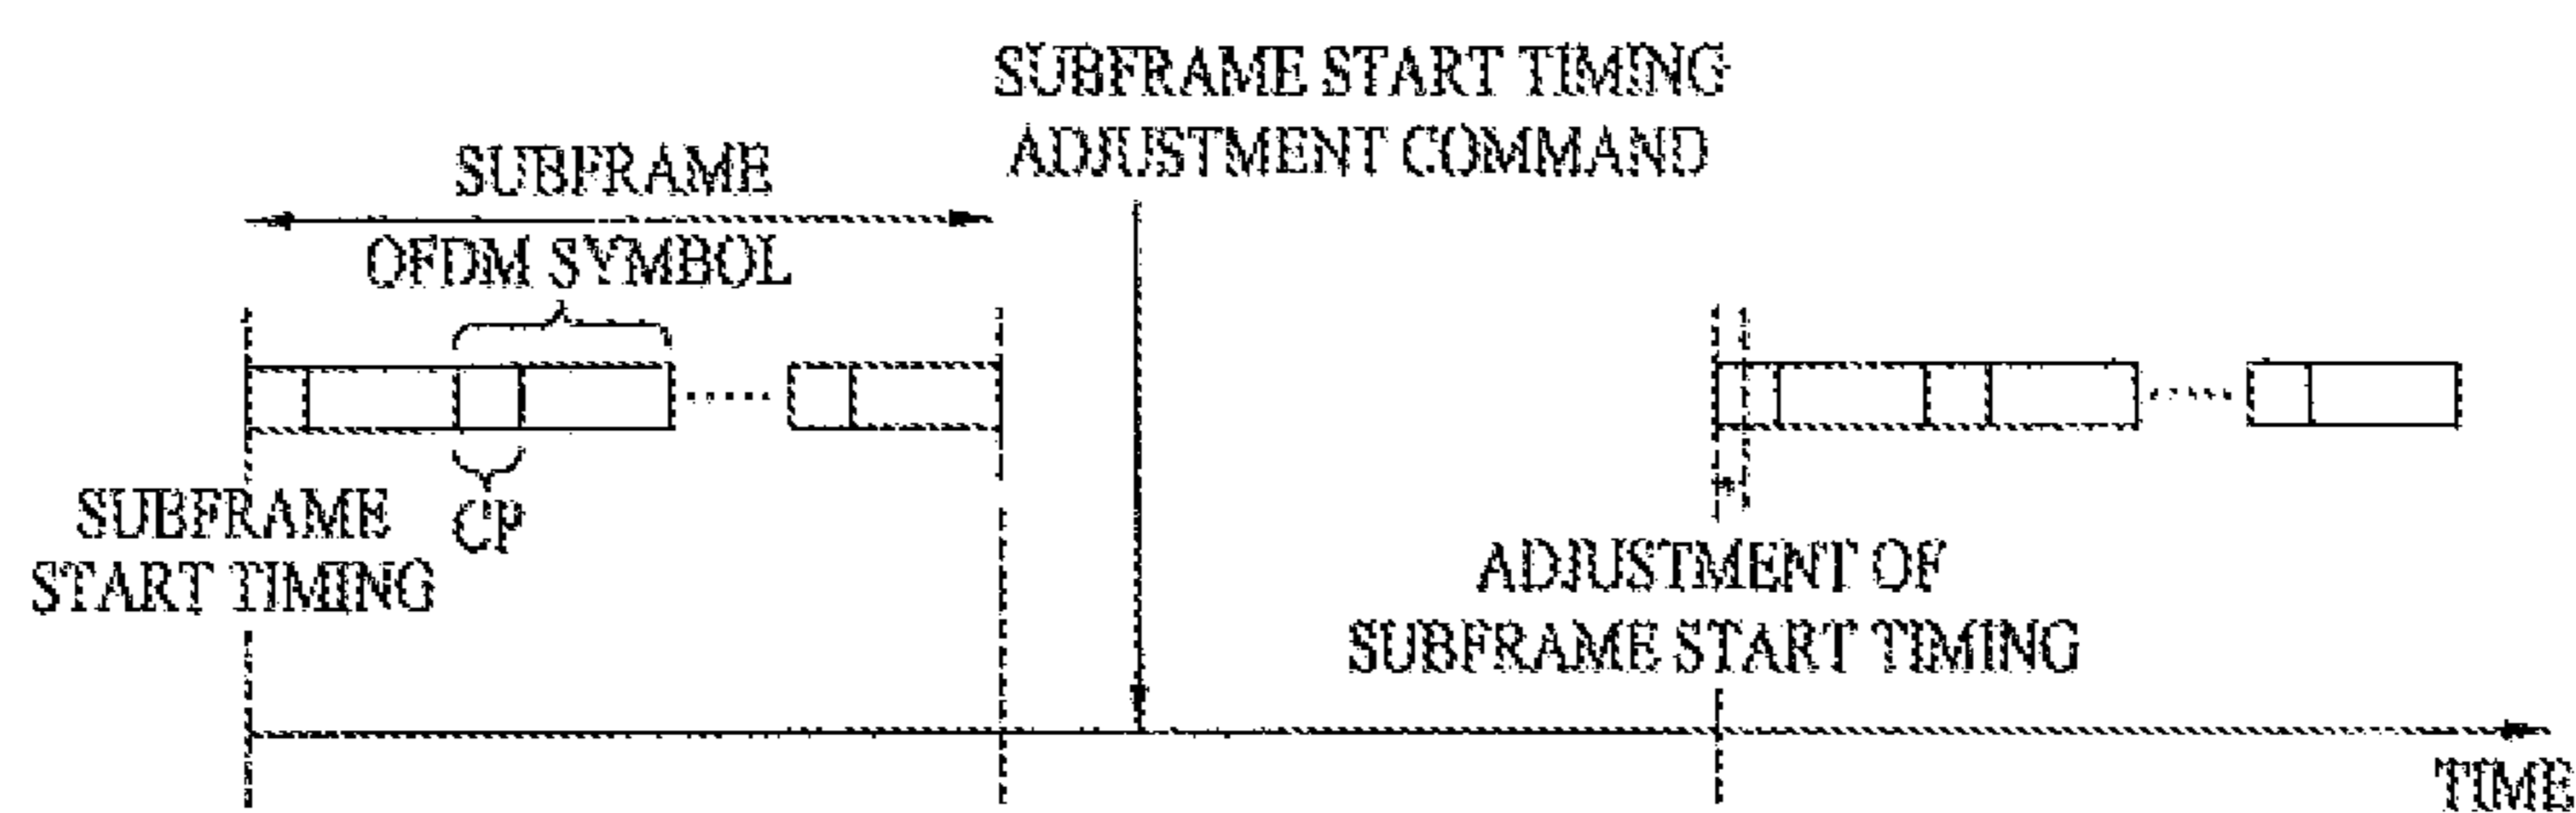 SUBFRAME START TIMING
ADJUSTMENT COMMAND
SUBFRAME
OFDM SYMBOL
CP
SUBFRAME
START TIMING
ADJUSTMENT OF
SUBFRAME START TIMING
TIME